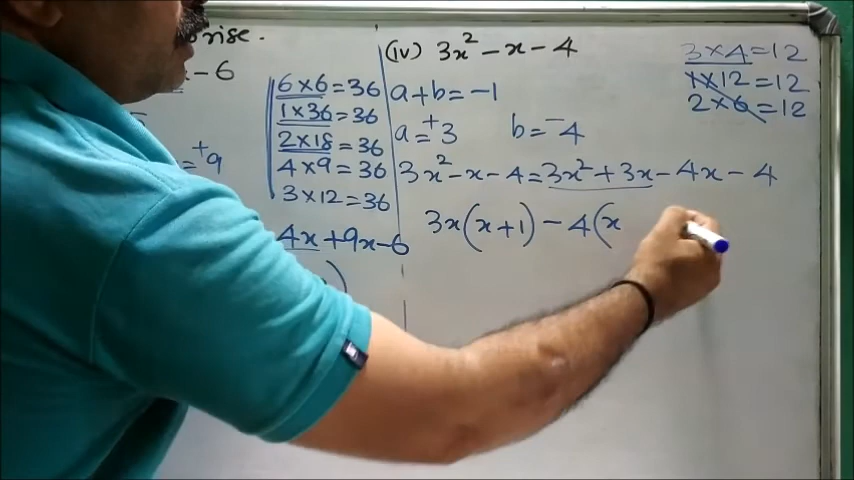 rise.
- 6
+9
6 × 6 = 36
1 × 36 = 36
2 × 18 = 36
4 × 9 = 36
3 × 12 = 36
4x + 9x - 6
(iv) 3x² - x - 4
a + b = -1
a = +3 b = -4
3x² - x - 4 = 3x² + 3x - 4x - 4
3x(x + 1) - 4(x
3 × 4 = 12
1 × 12 = 12
2 × 6 = 12